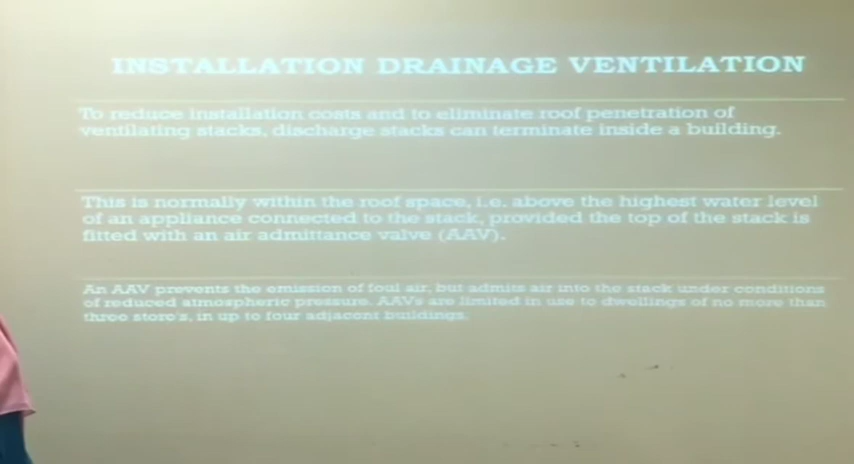 INSTALLATION DRAINAGE VENTILATION
To reduce installation costs and to eliminate roof penetration of
ventilating stacks, discharge stacks can terminate inside a building.
This is normally within the roof space, i.e. above the highest water level
of an appliance connected to the stack, provided the top of the stack is
fitted with an air admittance valve (AAV).
An AAV prevents the emission of foul air, but admits air into the stack under conditions
of reduced atmospheric pressure. AAVs are limited in use to dwellings of no more than
three store's, in up to four adjacent buildings.